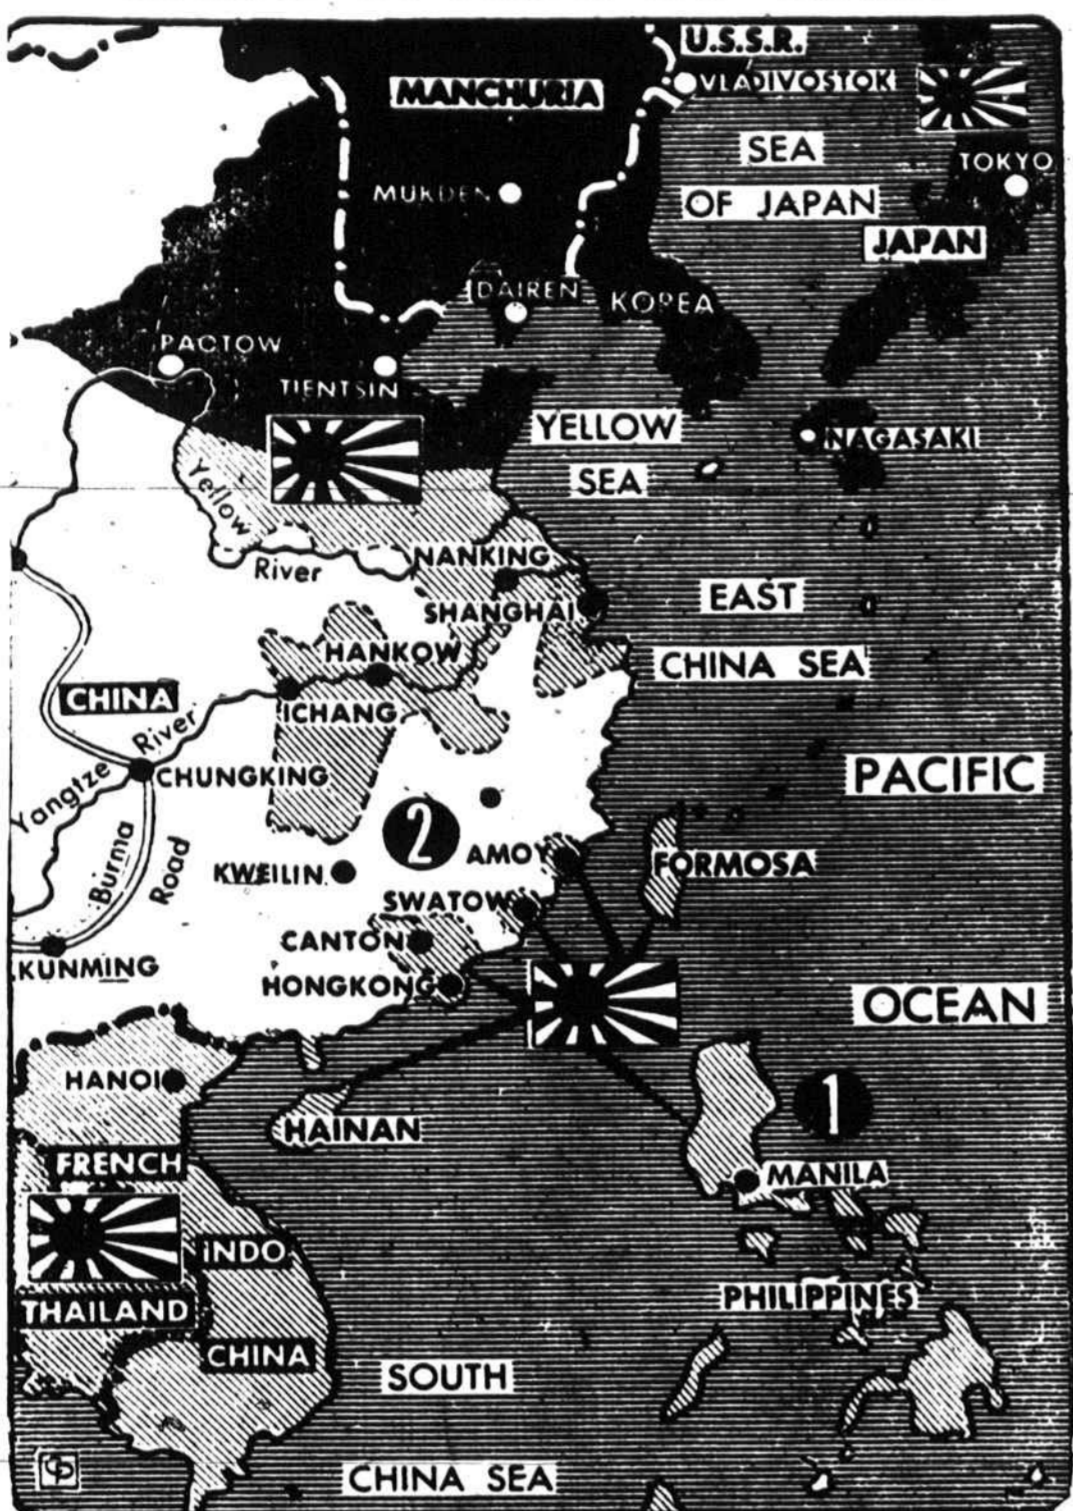 U.S.S.R.
MANCHURIA
VLADIVOSTOK
SEA
OF JAPAN
TOKYO
MUKDEN
JAPAN
DAIREN
KOREA
PACTOW
TIENTSIN
YELLOW
SEA
NAGASAKI
Yellow
River
NANKING
SHANGHAI
EAST
CHINA SEA
HANKOW
CHINA
ICHANG
Yangtze River
CHUNGKING
PACIFIC
2
Burma
Road
KWEILIN
AMOY
FORMOSA
SWATOW
CANTON
KUNMING
HONGKONG
OCEAN
HANOI
1
HAINAN
FRENCH
MANILA
INDO
THAILAND
PHILIPPINES
CHINA
SOUTH
CHINA SEA